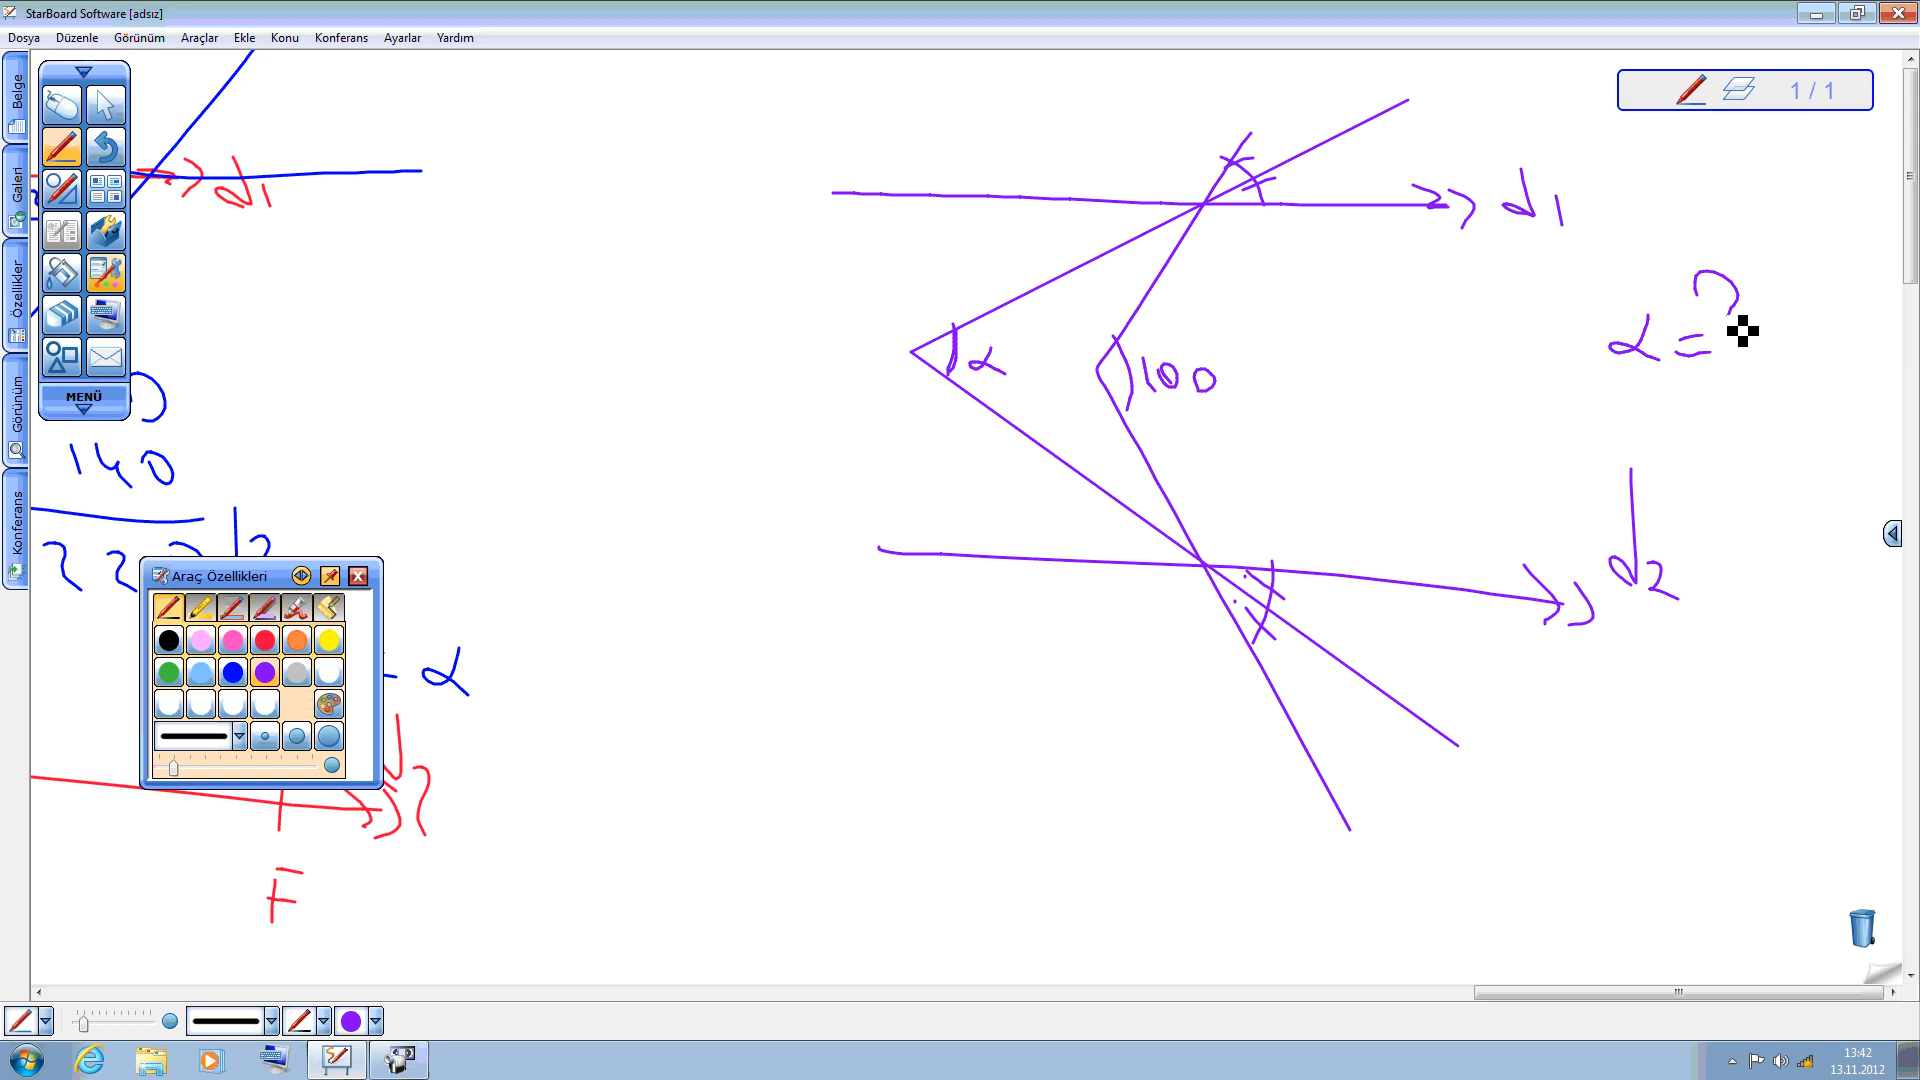 StarBoard Software [adsız]
Dosya Düzenle Görünüm Araçlar Ekle Konu Konferans Ayarlar Yardım
Belge
Galeri
Özellikler
Görünüm
Konferans
MENÜ
1 / 1
d1
d1
α = ?
α
100
140
d2
Araç Özellikleri
α
F
13:42
13.11.2012